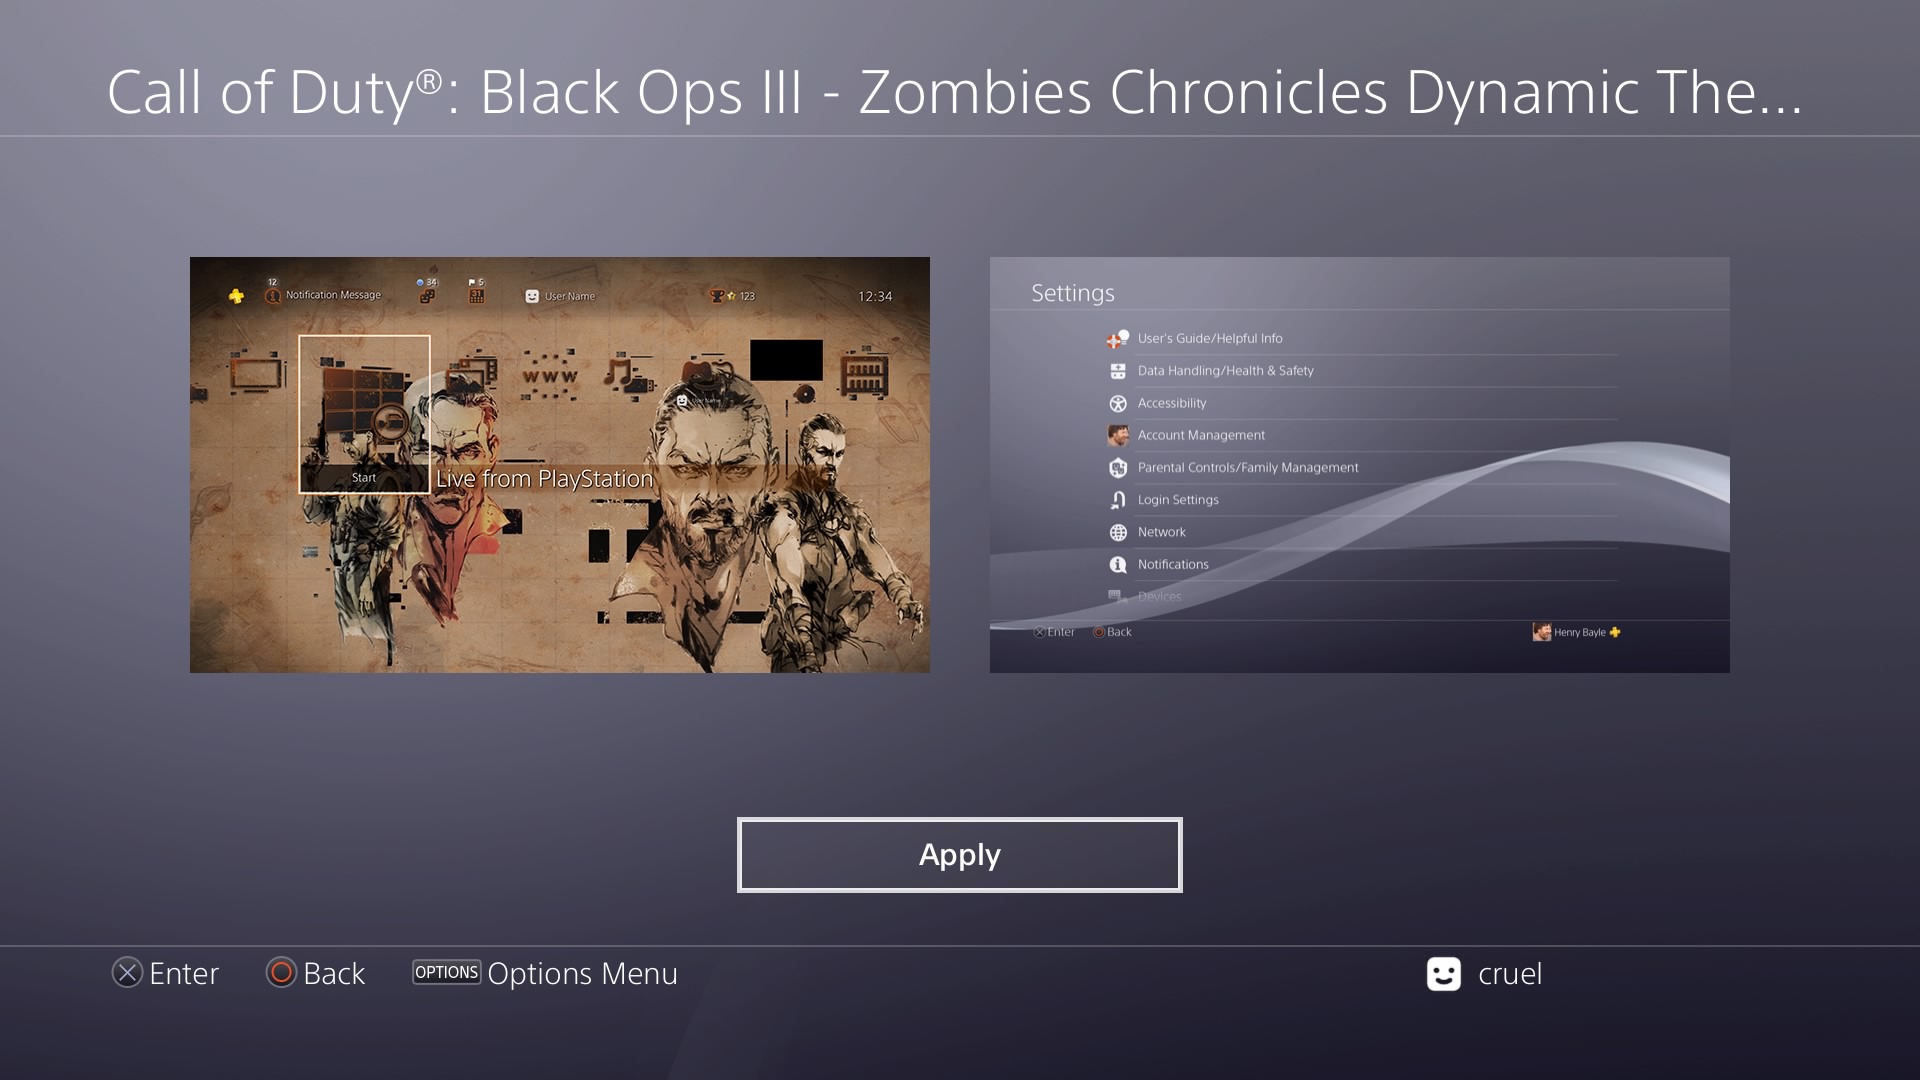 Call of Duty®: Black Ops III - Zombies Chronicles Dynamic The...
12
Notification Message
34
5
31
User Name
123
12:34
www
User Name
Start
Live from PlayStation
Settings
User's Guide/Helpful Info
Data Handling/Health & Safety
Accessibility
Account Management
Parental Controls/Family Management
Login Settings
Network
Notifications
Devices
Enter
Back
Henry Bayle
Apply
Enter
Back
OPTIONS Options Menu
cruel